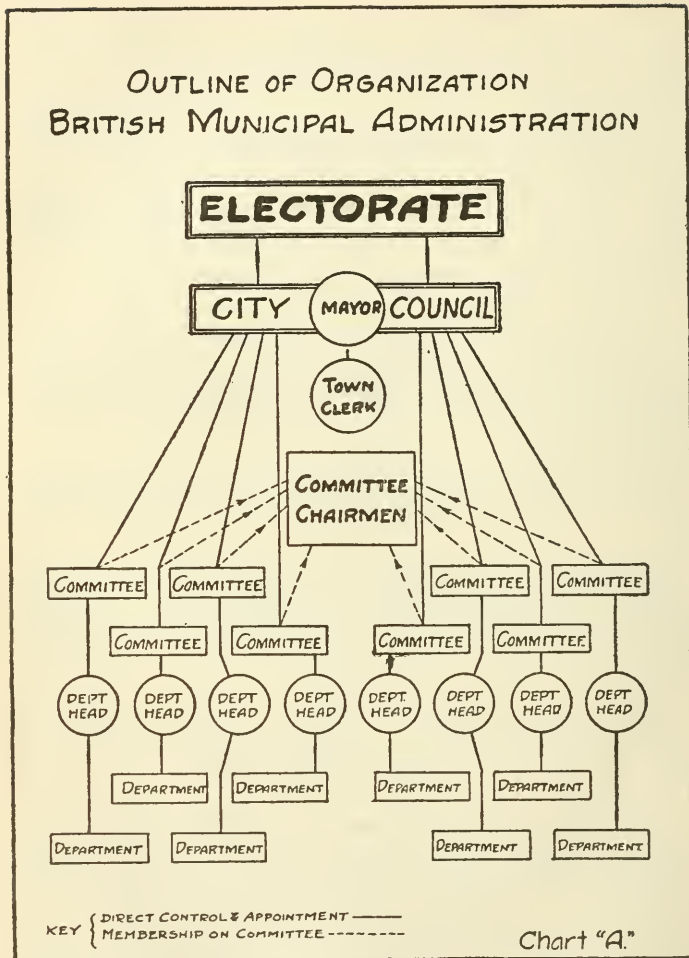 OUTLINE OF ORGANIZATION
BRITISH MUNICIPAL ADMINISTRATION
ELECTORATE
CITY MAYOR COUNCIL
TOWN
CLERK
COMMITTEE
CHAIRMEN
COMMITTEE COMMITTEE COMMITTEE COMMITTEE
COMMITTEE COMMITTEE COMMITTEE COMMITTEE
DEPT DEPT DEPT DEPT DEPT. DEPT DEPT DEPT
HEAD HEAD HEAD HEAD HEAD HEAD HEAD HEAD
DEPARTMENT DEPARTMENT DEPARTMENT DEPARTMENT
DEPARTMENT DEPARTMENT DEPARTMENT DEPARTMENT
KEY { DIRECT CONTROL & APPOINTMENT
MEMBERSHIP ON COMMITTEE
Chart "A."